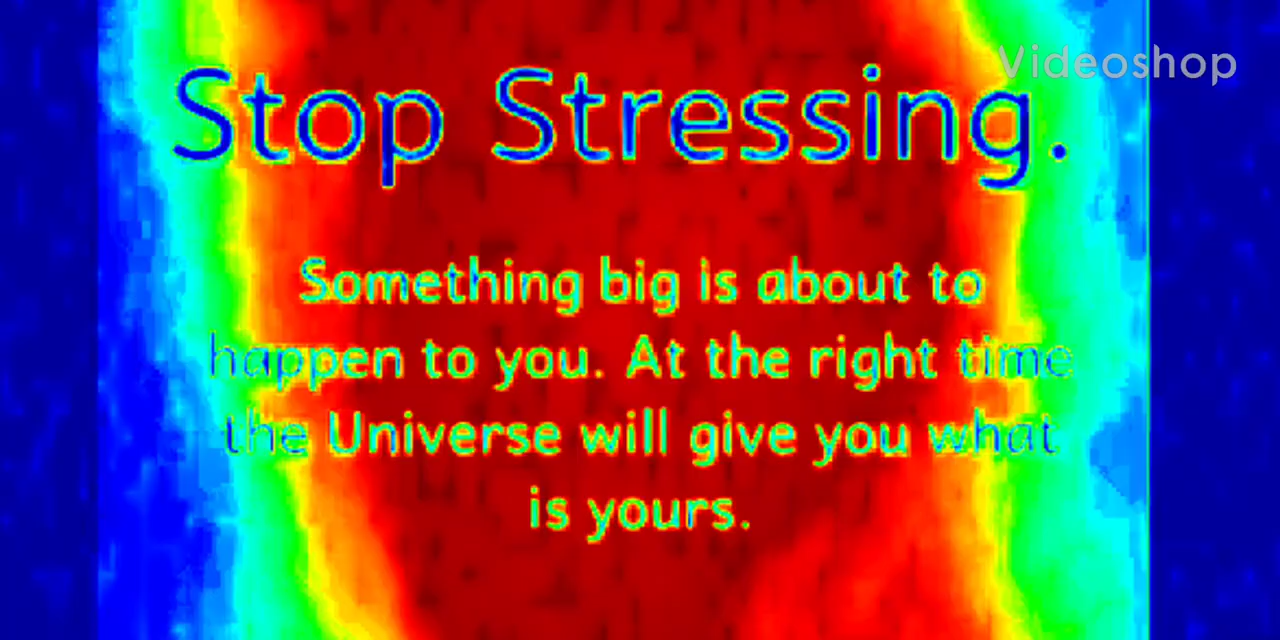 Videoshop
Stop Stressing.
Something big is about to
happen to you. At the right time
the Universe will give you what
is yours.